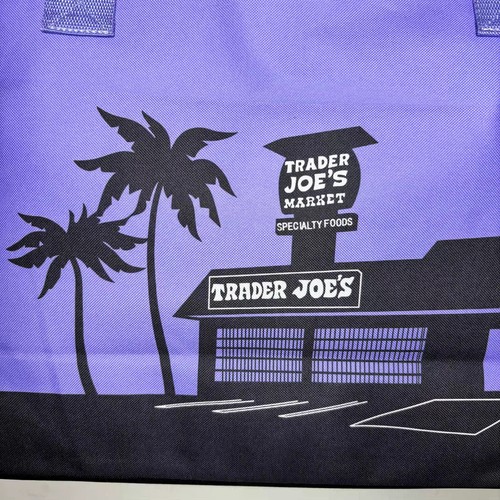 TRADER
JOE'S
MARKET
SPECIALTY FOODS
TRADER JOE'S